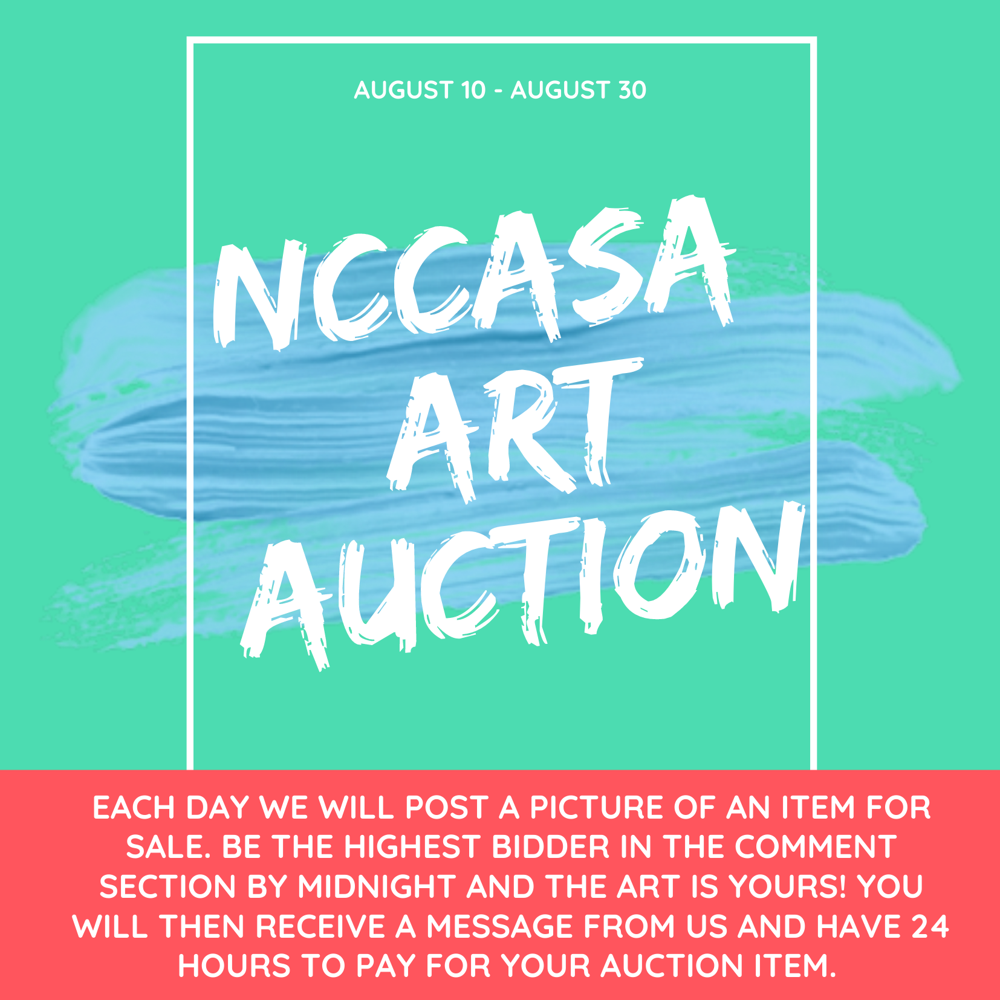 AUGUST 10 - AUGUST 30
NCCASA
ART
AUCTION
EACH DAY WE WILL POST A PICTURE OF AN ITEM FOR
SALE. BE THE HIGHEST BIDDER IN THE COMMENT
SECTION BY MIDNIGHT AND THE ART IS YOURS! YOU
WILL THEN RECEIVE A MESSAGE FROM US AND HAVE 24
HOURS TO PAY FOR YOUR AUCTION ITEM.